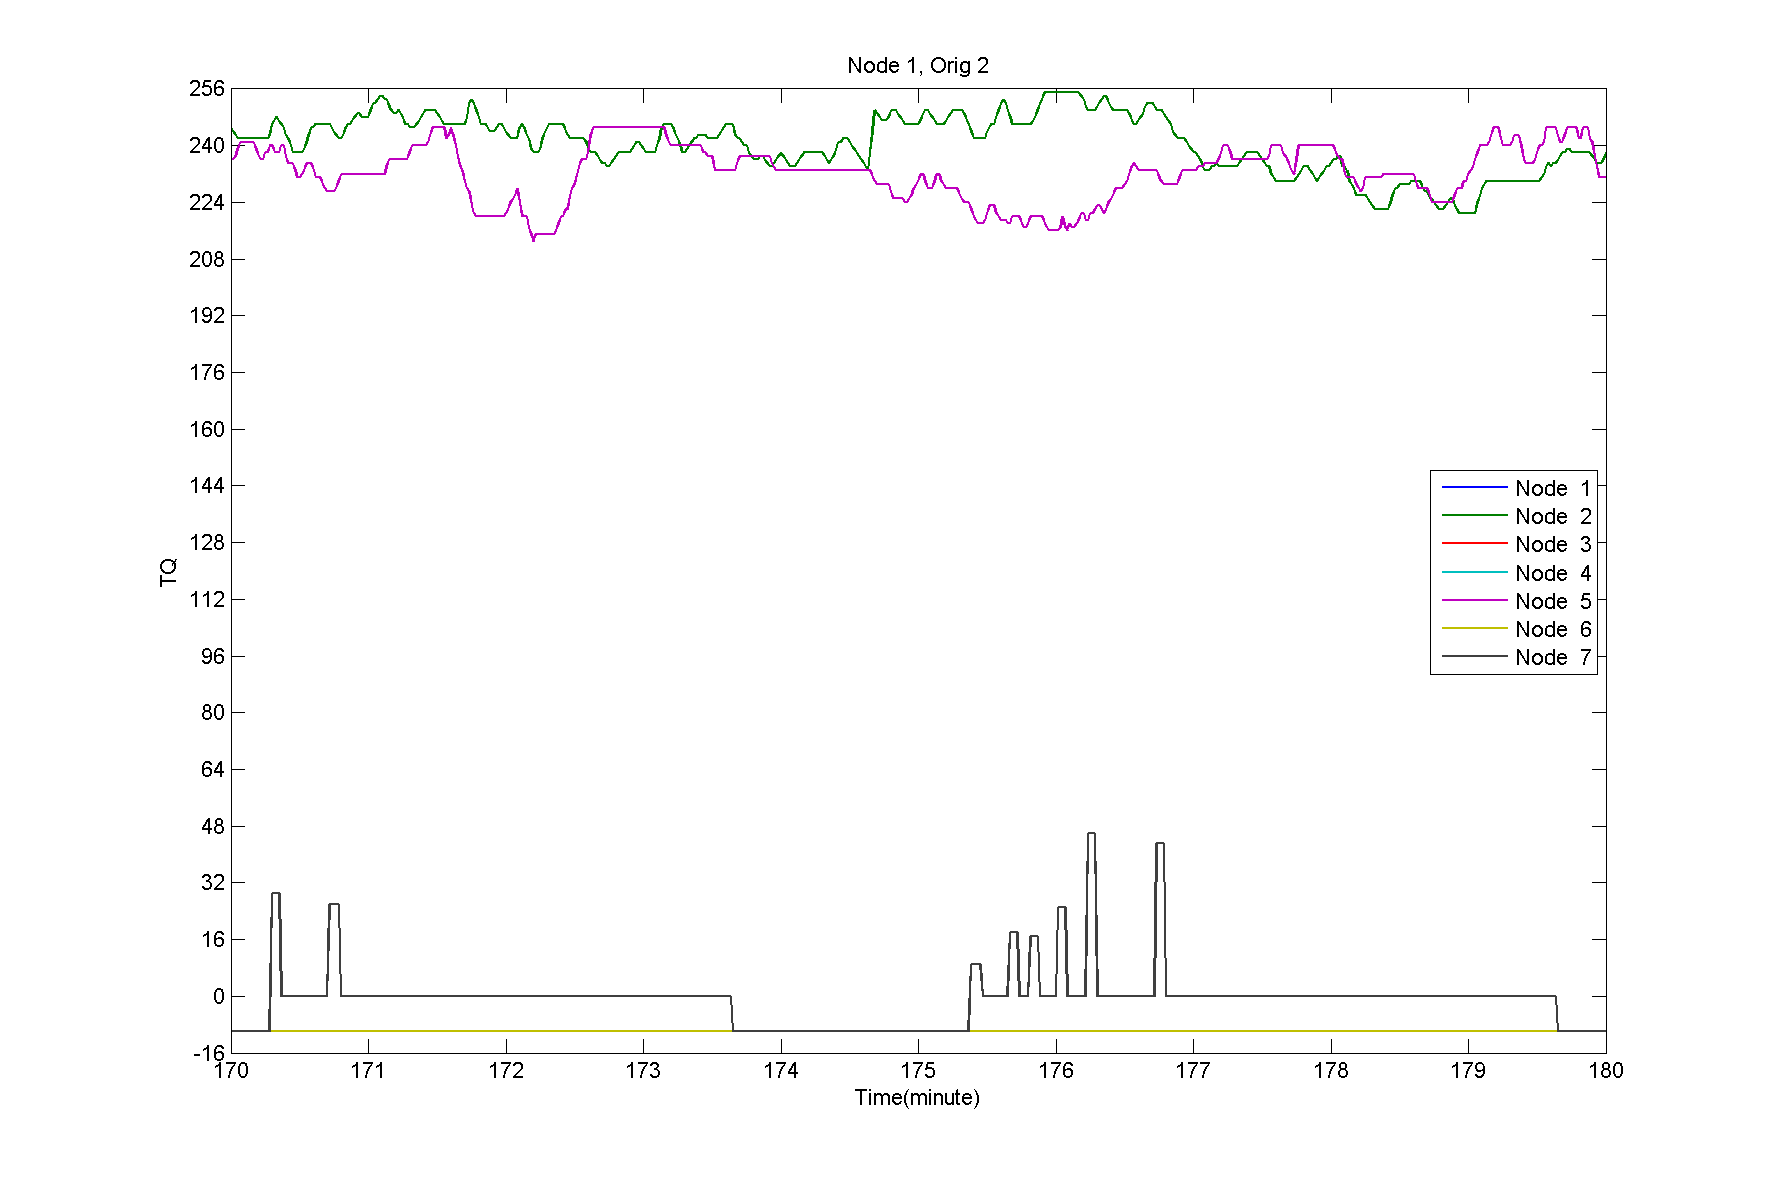 Node 1, Orig 2
256
240
224
208
192
176
160
144
128
112
96
80
64
48
32
16
0
-16
TQ
Node 1
Node 2
Node 3
Node 4
Node 5
Node 6
Node 7
170 171 172 173 174 175 176 177 178 179 180
Time(minute)